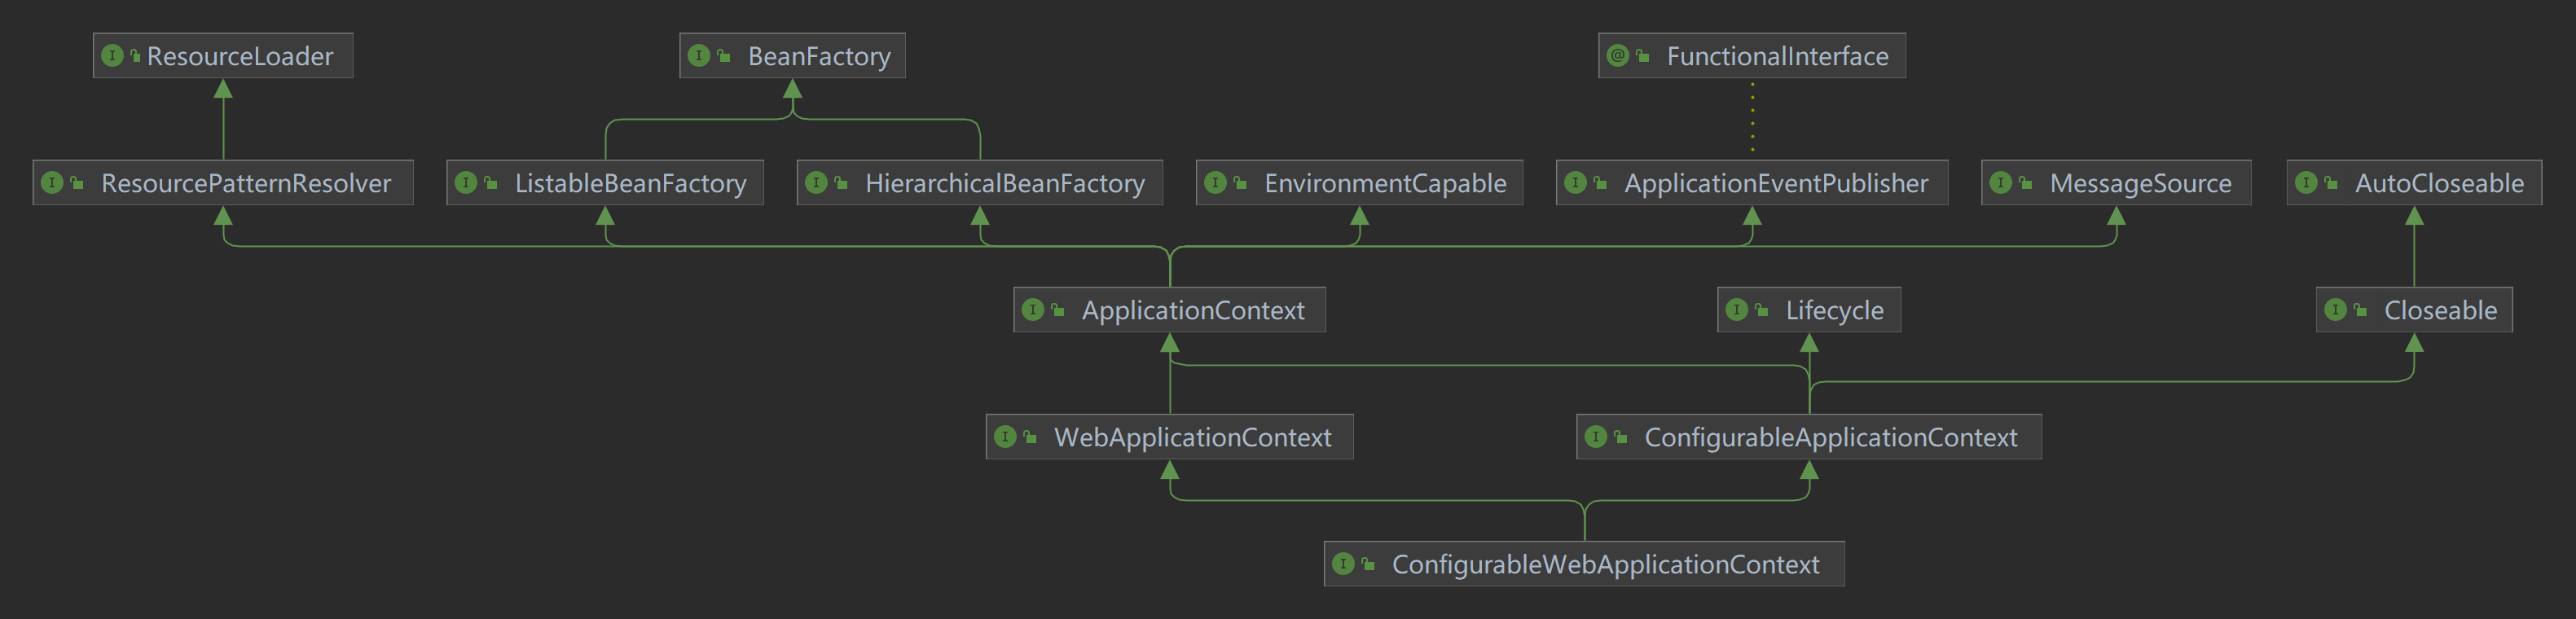 ResourceLoader
BeanFactory
FunctionalInterface
ResourcePatternResolver
ListableBeanFactory
HierarchicalBeanFactory
EnvironmentCapable
ApplicationEventPublisher
MessageSource
AutoCloseable
ApplicationContext
Lifecycle
Closeable
WebApplicationContext
ConfigurableApplicationContext
ConfigurableWebApplicationContext